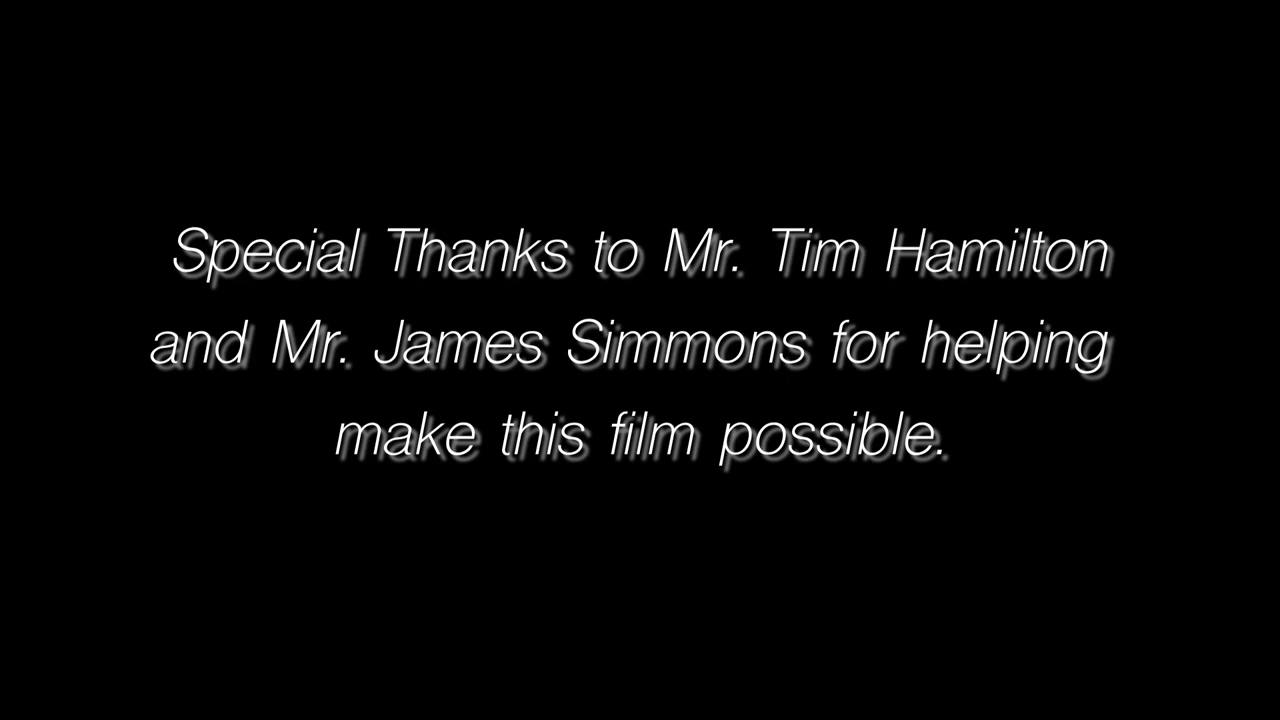 Special Thanks to Mr. Tim Hamilton
and Mr. James Simmons for helping
make this film possible.